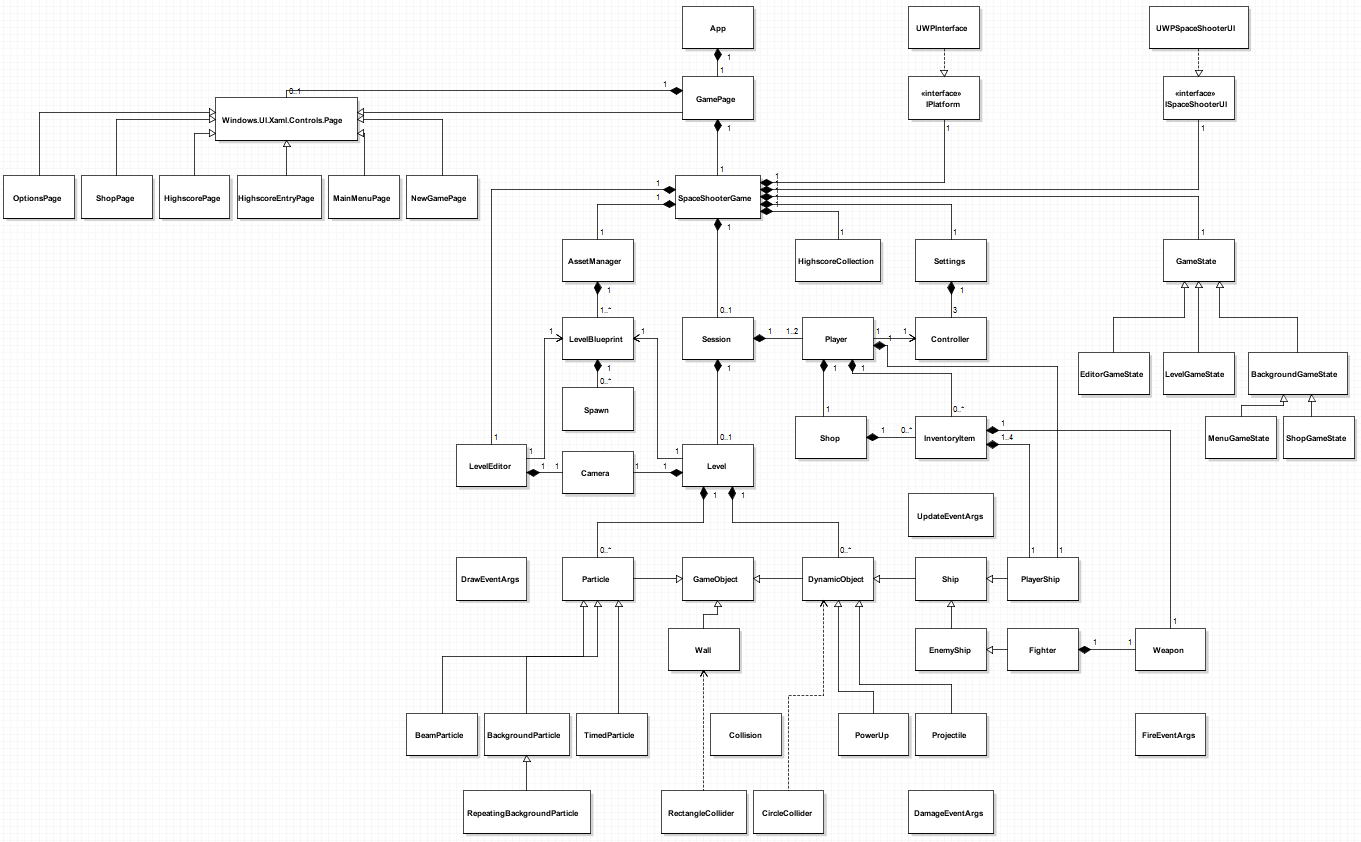 App
UWPInterface
UWPSpaceShooterUI
1
1
1
0..1
GamePage
«interface»
IPlatform
«interface»
ISpaceShooterUI
Windows.UI.Xaml.Controls.Page
1
1
1
1
1
1
1
1
1
1
1
1
OptionsPage
ShopPage
HighscorePage
HighscoreEntryPage
MainMenuPage
NewGamePage
SpaceShooterGame
1
1
1
1
1
AssetManager
HighscoreCollection
Settings
GameState
1
1
1..*
0..1
3
1
1
1
1..2
1
1
1
LevelBlueprint
Session
Player
Controller
1
1
1
1
EditorGameState
LevelGameState
BackgroundGameState
0..*
Spawn
1
0..*
1
0..1
1
0..*
1
1..4
MenuGameState
ShopGameState
Shop
InventoryItem
1
1
LevelEditor
1
1
Camera
1
1
Level
1
1
UpdateEventArgs
0..*
0..*
1
1
DrawEventArgs
Particle
GameObject
DynamicObject
Ship
PlayerShip
1
Wall
EnemyShip
Fighter
1
1
Weapon
BeamParticle
BackgroundParticle
TimedParticle
Collision
PowerUp
Projectile
FireEventArgs
RepeatingBackgroundParticle
RectangleCollider
CircleCollider
DamageEventArgs